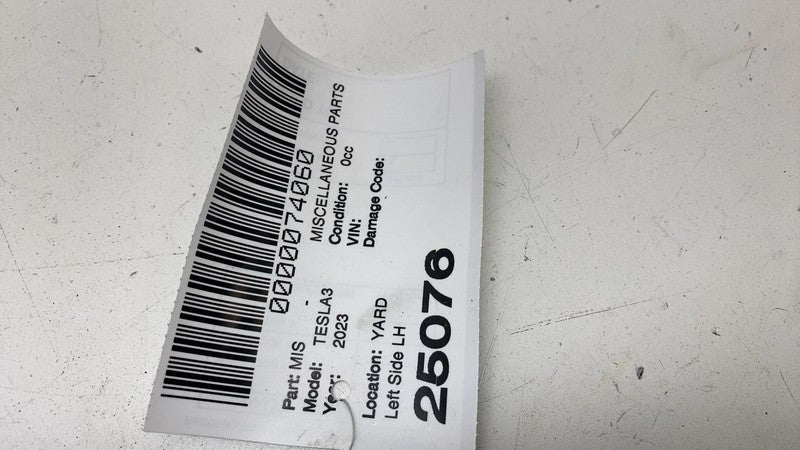 0000074060
Part: MIS - MISCELLANEOUS PARTS
Model: TESLA3 Condition: 0cc
Year: 2023 VIN:
Damage Code:
Location: YARD
Left Side LH
25076